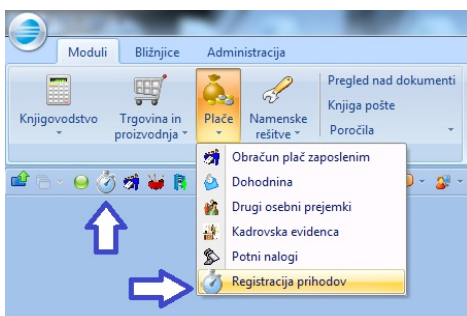 Moduli Bližnjice Administracija
Knjigovodstvo
Trgovina in
proizvodnja
Plače
Namenske
rešitve
Pregled nad dokumenti
Knjiga pošte
Poročila
Obračun plač zaposlenim
Dohodnina
Drugi osebni prejemki
Kadrovska evidenca
Potni nalogi
Registracija prihodov